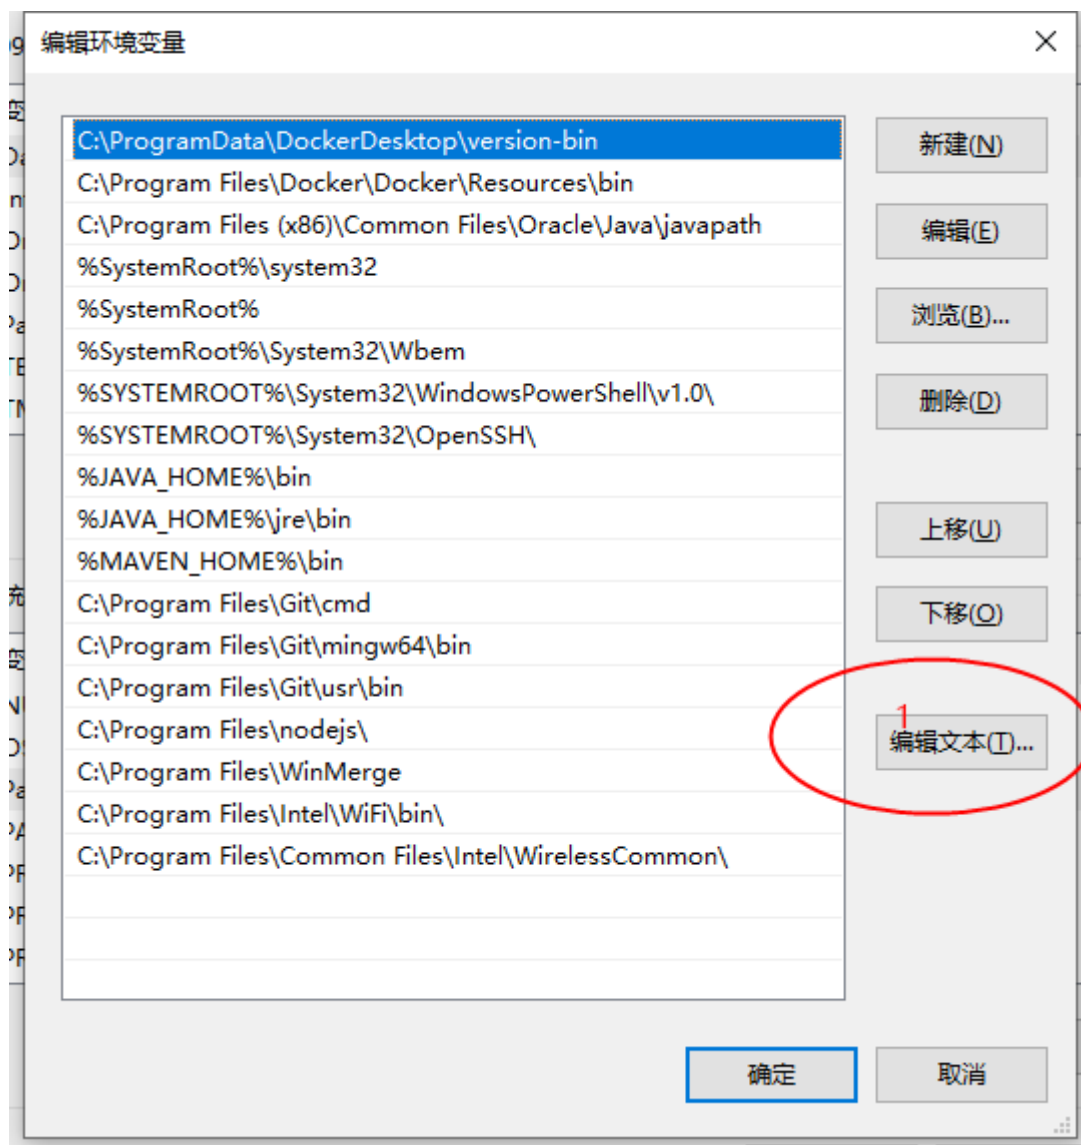 编辑环境变量
C:\ProgramData\DockerDesktop\version-bin
C:\Program Files\Docker\Docker\Resources\bin
C:\Program Files (x86)\Common Files\Oracle\Java\javapath
%SystemRoot%\system32
%SystemRoot%
%SystemRoot%\System32\Wbem
%SYSTEMROOT%\System32\WindowsPowerShell\v1.0\
%SYSTEMROOT%\System32\OpenSSH\
%JAVA_HOME%\bin
%JAVA_HOME%\jre\bin
%MAVEN_HOME%\bin
C:\Program Files\Git\cmd
C:\Program Files\Git\mingw64\bin
C:\Program Files\Git\usr\bin
C:\Program Files\nodejs\
C:\Program Files\WinMerge
C:\Program Files\Intel\WiFi\bin\
C:\Program Files\Common Files\Intel\WirelessCommon\
新建(N)
编辑(E)
浏览(B)...
删除(D)
上移(U)
下移(O)
1
编辑文本(T)...
确定
取消